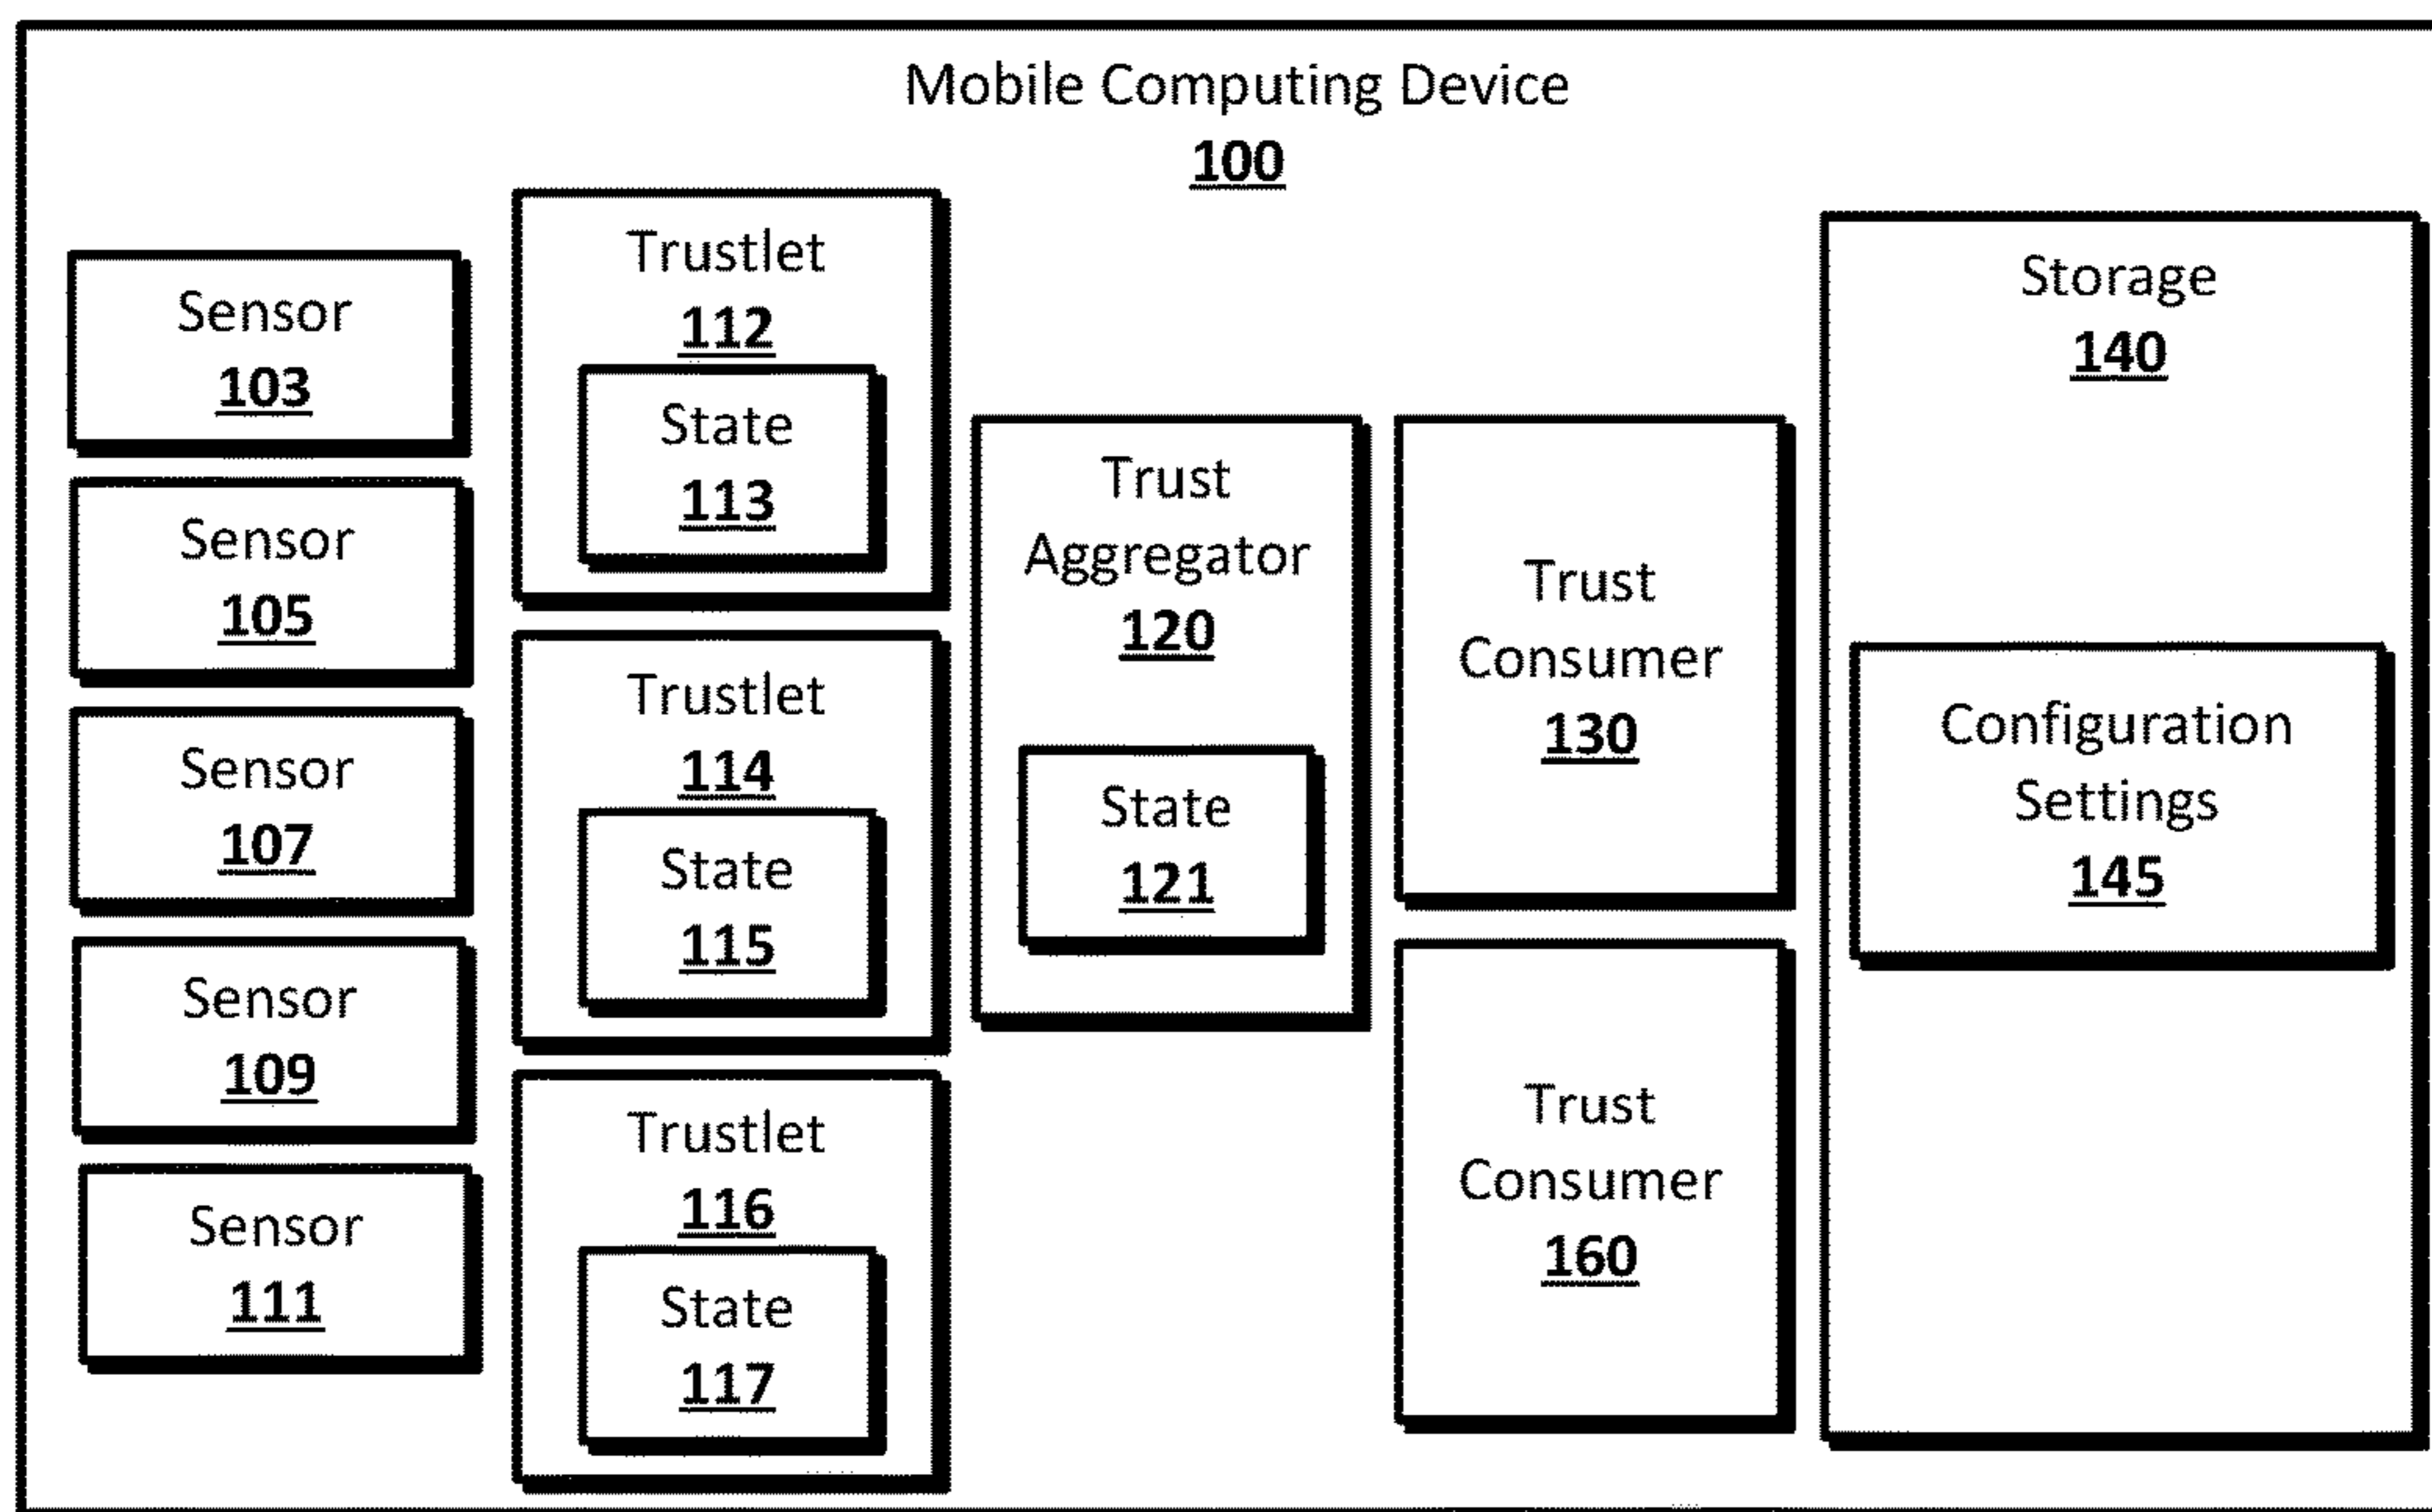 Mobile Computing Device
100
Sensor
103
Sensor
105
Sensor
107
Sensor
109
Sensor
111
Trustlet
112
State
113
Trustlet
114
State
115
Trustlet
116
State
117
Trust
Aggregator
120
State
121
Trust
Consumer
130
Trust
Consumer
160
Storage
140
Configuration
Settings
145